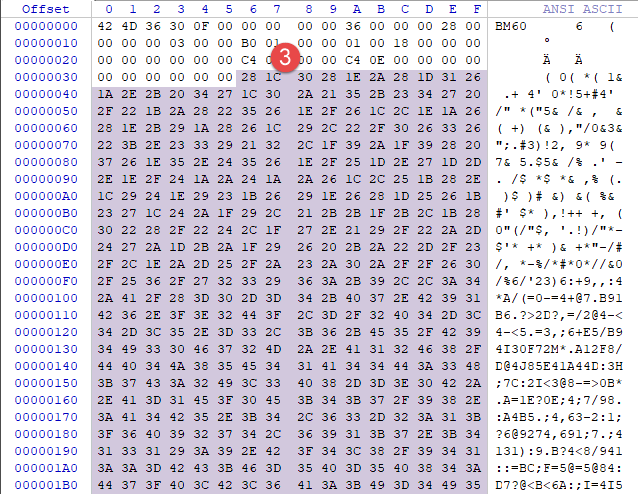 Offset 0 1 2 3 4 5 6 7 8 9 A B C D E F ANSI ASCII
00000000 42 4D 36 30 0F 00 00 00 00 00 36 00 00 00 28 00 BM60 6 (
00000010 00 00 00 03 00 00 B0 00 00 01 00 18 00 00 00 °
00000020 00 00 00 00 00 00 C4 00 00 C4 0E 00 00 00 00 Ä Ä
3
00000030 00 00 00 00 00 00 28 1C 30 28 1E 2A 28 1D 31 26 ( 0( *( 1&
00000040 1A 2E 2B 20 34 27 1C 30 2A 21 35 2B 23 34 27 20 .+ 4' 0*!5+#4'
00000050 2F 22 1B 2A 28 22 35 26 1E 2F 26 1C 2C 1E 1A 26 /" *("5& /& , &
00000060 28 1E 2B 29 1A 28 26 1C 29 2C 22 2F 30 26 33 26 ( +) (& ),"/0&3&
00000070 22 3B 2E 23 33 29 21 32 2C 1F 39 2A 1F 39 28 20 ";.#3)!2, 9* 9(
00000080 37 26 1E 35 2E 24 35 26 1E 2F 25 1D 2E 27 1D 2D 7& 5.$5& /% .' -
00000090 2E 1E 2F 24 1A 2A 24 1A 2A 26 1C 2C 25 1B 28 2E . /$ *$ *& ,% (.
000000A0 1C 29 24 1E 29 23 1B 26 29 1E 26 28 1D 25 26 1B )$ )# &) &( %&
000000B0 23 27 1C 24 2A 1F 29 2C 21 2B 2B 1F 2B 2C 1B 28 #' $* ),!++ +, (
000000C0 30 22 28 2F 22 24 2C 1F 27 2E 21 29 2F 22 2A 2D 0"(/"$, '.!)/"*-
000000D0 24 27 2A 1D 2B 2A 1F 29 26 20 2B 2A 22 2D 2F 23 $'* +* )& +*"-/#
000000E0 2F 2C 1E 2A 2D 25 2F 2A 23 2A 30 2A 2F 2F 26 30 /, *-%/*#*0*//&0
000000F0 2F 25 36 2F 27 32 33 29 36 3A 2B 39 2C 2C 3A 34 /%6/'23)6:+9,,:4
00000100 2A 41 2F 28 3D 30 2D 3D 34 2B 40 37 2E 42 39 31 *A/(=0-=4+@7.B91
00000110 42 36 2E 3F 3E 32 44 3F 2C 3D 2F 32 40 34 2D 3C B6.?>2D?,=/2@4-<
00000120 34 2D 3C 35 2E 3D 33 2C 3B 36 2B 45 35 2F 42 39 4-<5.=3,;6+E5/B9
00000130 34 49 33 30 46 37 32 4D 2A 2E 41 31 32 46 38 2F 4I30F72M*.A12F8/
00000140 44 40 34 4A 38 35 45 34 31 41 34 34 44 3A 33 48 D@4J85E41A44D:3H
00000150 3B 37 43 3A 32 49 3C 33 40 38 2D 3D 3E 30 42 2A ;7C:2I<3@8-=>0B*
00000160 2E 41 3D 31 45 3F 30 45 3B 34 3B 37 2F 39 38 2E .A=1E?0E;4;7/98.
00000170 3A 41 34 42 35 2E 3B 34 2C 36 33 2D 32 3A 31 3B :A4B5.;4,63-2:1;
00000180 3F 36 40 39 32 37 34 2C 36 39 31 3B 37 2E 3B 34 ?6@9274,691;7.;4
00000190 31 33 31 29 3A 39 2E 42 3F 34 3C 38 2F 39 34 31 131):9.B?4<8/941
000001A0 3A 3A 3D 42 43 3B 46 3D 35 40 3D 35 40 38 34 3A ::=BC;F=5@=5@84:
000001B0 44 37 3F 40 3C 42 3C 36 41 3A 3B 49 3D 34 49 35 D7?@<B<6A:;I=4I5